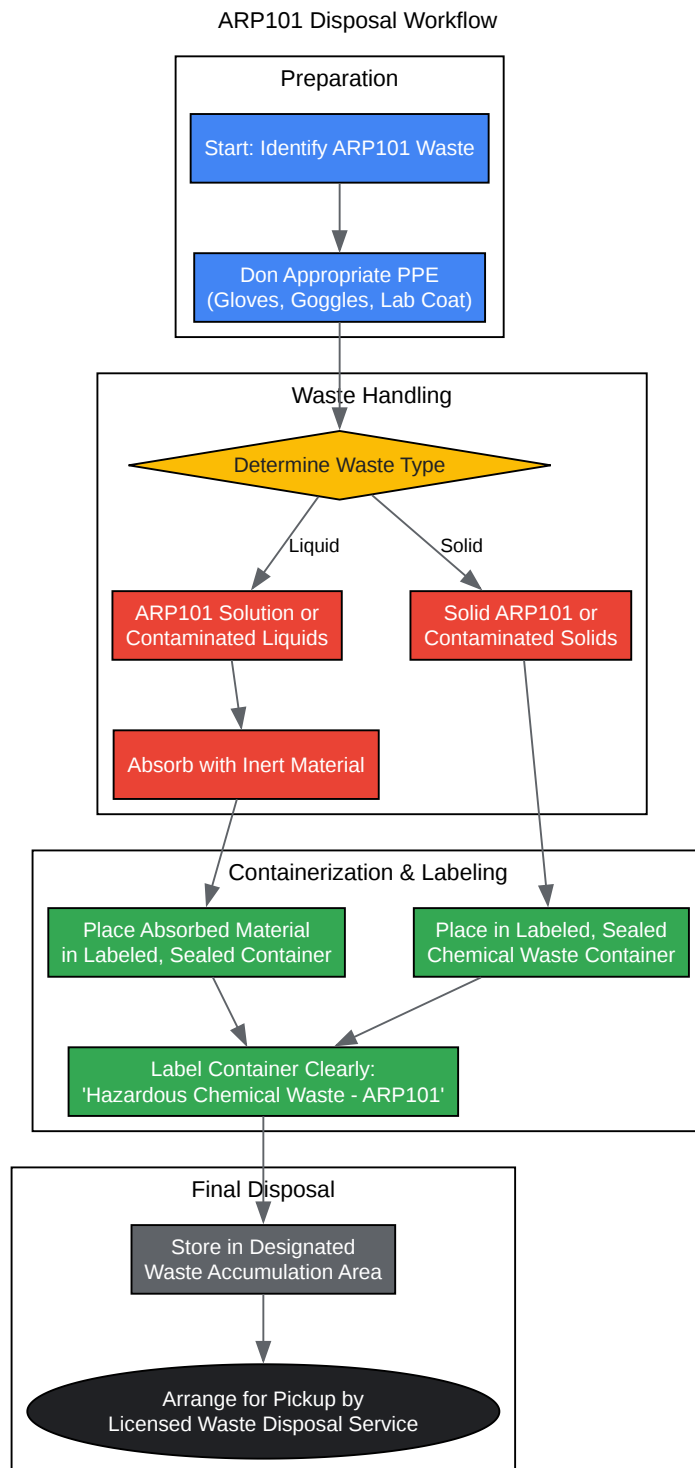 ARP101 Disposal Workflow
Preparation
Start: Identify ARP101 Waste
Don Appropriate PPE
(Gloves, Goggles, Lab Coat)
Waste Handling
Determine Waste Type
Liquid
Solid
ARP101 Solution or
Contaminated Liquids
Solid ARP101 or
Contaminated Solids
Absorb with Inert Material
Containerization & Labeling
Place Absorbed Material
in Labeled, Sealed Container
Place in Labeled, Sealed
Chemical Waste Container
Label Container Clearly:
'Hazardous Chemical Waste - ARP101'
Final Disposal
Store in Designated
Waste Accumulation Area
Arrange for Pickup by
Licensed Waste Disposal Service